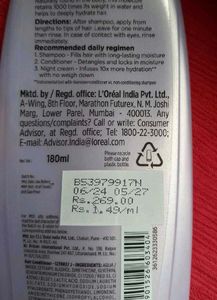 molecule retains 1000 times its weight in water and
Directions: After shampoo, apply from
lengths to tips of hair. Leave for one minute
then rinse. In case of contact with eyes, rinse
immediately.
Recommended daily regimen
1. Shampoo - Fills hair with long-lasting moisture
2. Conditioner - Detangles and locks in moisture
3. Night cream - Infuses 10x more hydration
with no weigh down.
Mktd. by / Regd. office: L'Oréal India Pvt. Ltd.,
A-Wing, 8th Floor, Marathon Futurex, N. M. Joshi
Marg, Lower Parel, Mumbai - 400013. Any
questions/complaints? Call or write: Consumer
Advisor, at Regd. office; Tel: 1800-22-3000;
E-mail: Advisor.India@loreal.com
180ml
Please recycle
both cap and
plastic bottle.
B53979917N
06/24 05/27
Rs.269.00
Rs.1.49/ml